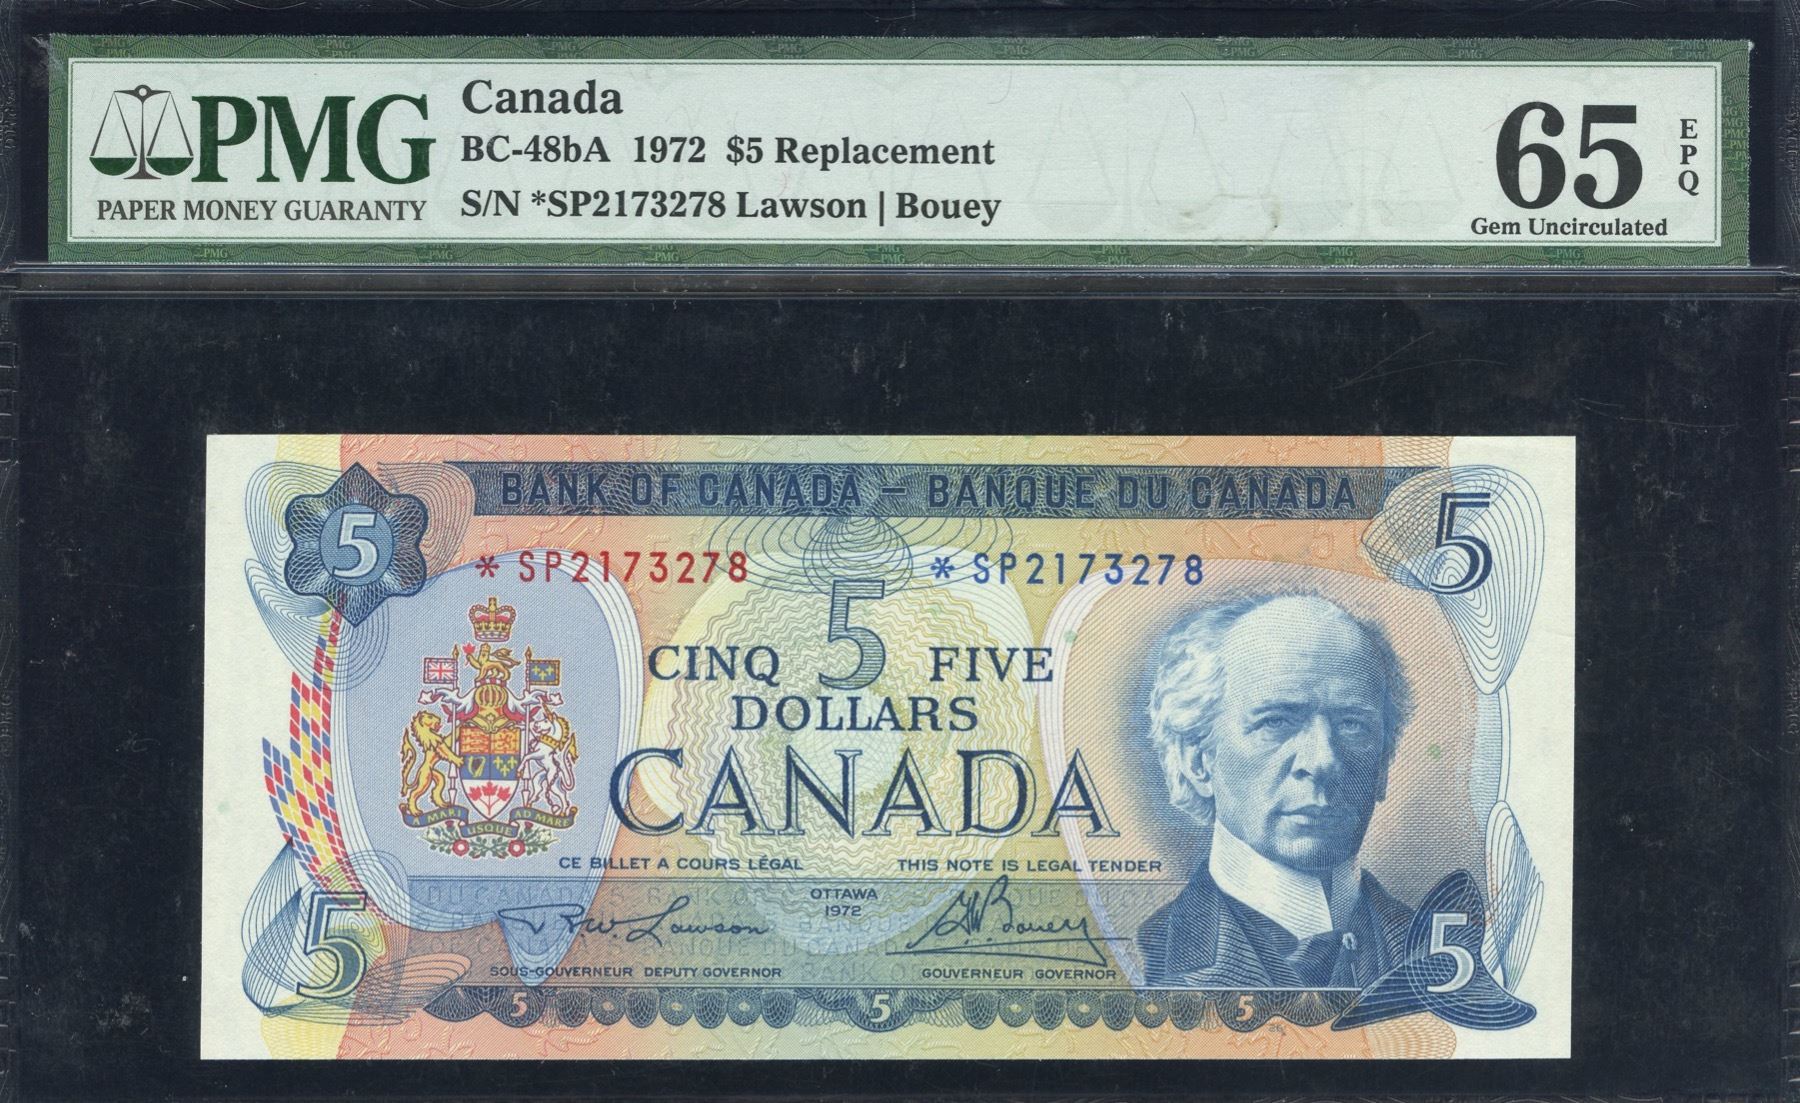 PMG
PAPER MONEY GUARANTY
Canada
BC-48bA 1972 $5 Replacement
S/N *SP2173278 Lawson | Bouey
65
EPQ
Gem Uncirculated
BANK OF CANADA – BANQUE DU CANADA
5 5
*SP2173278 *SP2173278
5
CINQ FIVE
DOLLARS
CANADA
A MARI USQUE AD MARE
CE BILLET A COURS LÉGAL THIS NOTE IS LEGAL TENDER
OTTAWA
1972
R.W. Lawson G.K. Bouey
SOUS-GOUVERNEUR DEPUTY GOVERNOR GOUVERNEUR GOVERNOR
5 5
5 5 5